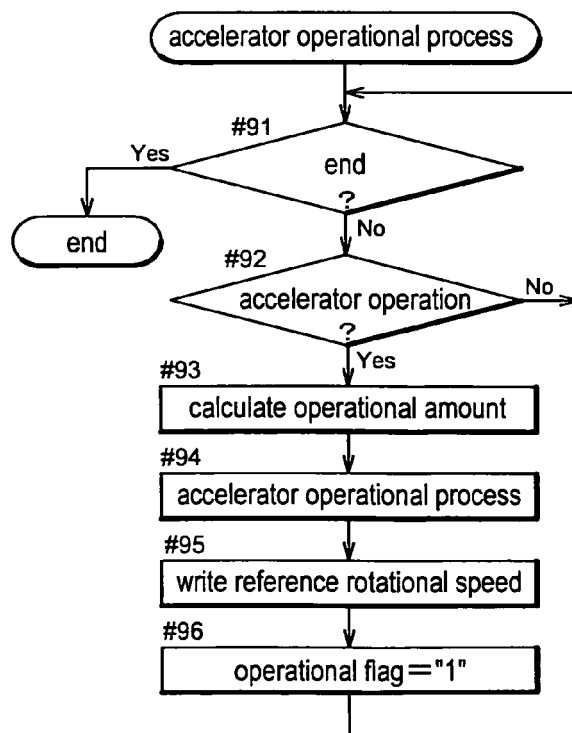 accelerator operational process
#91
Yes
end
?
No
end
#92
accelerator operation
No
?
Yes
#93
calculate operational amount
#94
accelerator operational process
#95
write reference rotational speed
#96
operational flag="1"